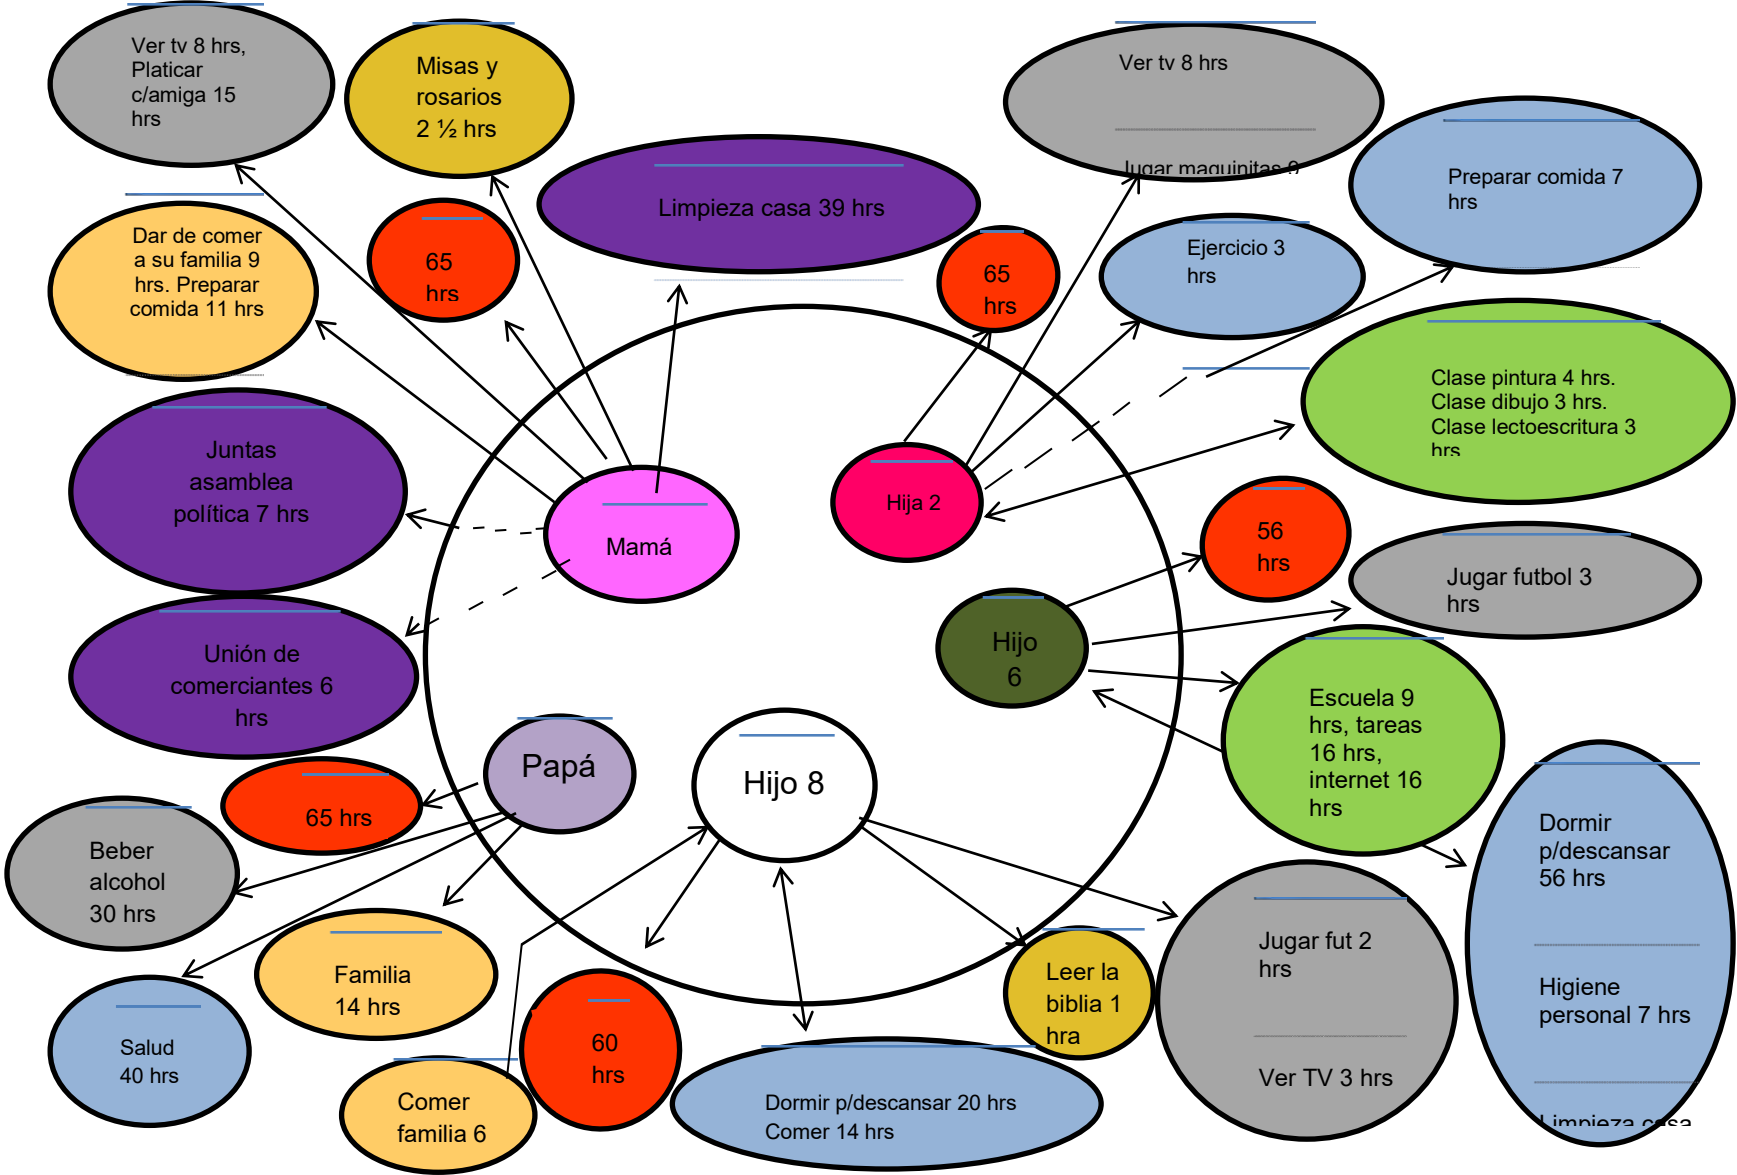 Ver tv 8 hrs,
Platicar
c/amiga 15
hrs
Misas y
rosarios
2 ½ hrs
Limpieza casa 39 hrs
Ver tv 8 hrs
Jugar maquinitas
Preparar comida 7
hrs
Dar de comer
a su familia 9
hrs. Preparar
comida 11 hrs
65
hrs
65
hrs
Ejercicio 3
hrs
Clase pintura 4 hrs.
Clase dibujo 3 hrs.
Clase lectoescritura 3
hrs
Juntas
asamblea
política 7 hrs
Mamá
Hija 2
56
hrs
Jugar futbol 3
hrs
Unión de
comerciantes 6
hrs
Hijo
6
Escuela 9
hrs, tareas
16 hrs,
internet 16
hrs
Papá
Hijo 8
65 hrs
Beber
alcohol
30 hrs
Dormir
p/descansar
56 hrs
Higiene
personal 7 hrs
Limpieza casa
Familia
14 hrs
Leer la
biblia 1
hra
Jugar fut 2
hrs
Ver TV 3 hrs
Salud
40 hrs
Comer
familia 6
60
hrs
Dormir p/descansar 20 hrs
Comer 14 hrs